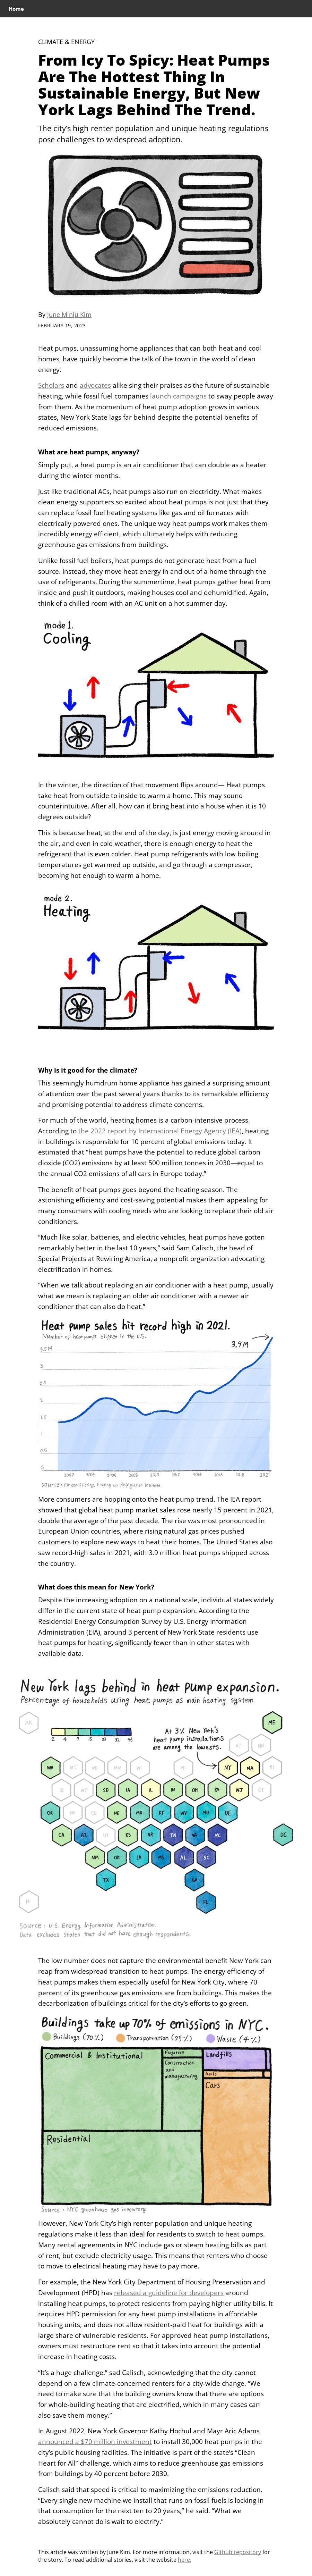 Home
CLIMATE & ENERGY
From Icy To Spicy: Heat Pumps
Are The Hottest Thing In
Sustainable Energy, But New
York Lags Behind The Trend.
The city’s high renter population and unique heating regulations
pose challenges to widespread adoption.
By June Minju Kim
FEBRUARY 19, 2023
Heat pumps, unassuming home appliances that can both heat and cool
homes, have quickly become the talk of the town in the world of clean
energy.
Scholars and advocates alike sing their praises as the future of sustainable
heating, while fossil fuel companies launch campaigns to sway people away
from them. As the momentum of heat pump adoption grows in various
states, New York State lags far behind despite the potential benefits of
reduced emissions.
What are heat pumps, anyway?
Simply put, a heat pump is an air conditioner that can double as a heater
during the winter months.
Just like traditional ACs, heat pumps also run on electricity. What makes
clean energy supporters so excited about heat pumps is not just that they
can replace fossil fuel heating systems like gas and oil furnaces with
electrically powered ones. The unique way heat pumps work makes them
incredibly energy efficient, which ultimately helps with reducing
greenhouse gas emissions from buildings.
Unlike fossil fuel boilers, heat pumps do not generate heat from a fuel
source. Instead, they move heat energy in and out of a home through the
use of refrigerants. During the summertime, heat pumps gather heat from
inside and push it outdoors, making houses cool and dehumidified. Again,
think of a chilled room with an AC unit on a hot summer day.
mode 1.
Cooling
In the winter, the direction of that movement flips around— Heat pumps
take heat from outside to inside to warm a home. This may sound
counterintuitive. After all, how can it bring heat into a house when it is 10
degrees outside?
This is because heat, at the end of the day, is just energy moving around in
the air, and even in cold weather, there is enough energy to heat the
refrigerant that is even colder. Heat pump refrigerants with low boiling
temperatures get warmed up outside, and go through a compressor,
becoming hot enough to warm a home.
mode 2.
Heating
Why is it good for the climate?
This seemingly humdrum home appliance has gained a surprising amount
of attention over the past several years thanks to its remarkable efficiency
and promising potential to address climate concerns.
For much of the world, heating homes is a carbon-intensive process.
According to the 2022 report by International Energy Agency (IEA), heating
in buildings is responsible for 10 percent of global emissions today. It
estimated that “heat pumps have the potential to reduce global carbon
dioxide (CO2) emissions by at least 500 million tonnes in 2030—equal to
the annual CO2 emissions of all cars in Europe today.”
The benefit of heat pumps goes beyond the heating season. The
astonishing efficiency and cost-saving potential makes them appealing for
many consumers with cooling needs who are looking to replace their old air
conditioners.
“Much like solar, batteries, and electric vehicles, heat pumps have gotten
remarkably better in the last 10 years,” said Sam Calisch, the head of
Special Projects at Rewiring America, a nonprofit organization advocating
electrification in homes.
“When we talk about replacing an air conditioner with a heat pump, usually
what we mean is replacing an older air conditioner with a newer air
conditioner that can also do heat.”
Heat pump sales hit record high in 2021.
Number of heat pumps shipped in the U.S.
3.9M
3.5M
3
2.5
2
1.5
1
0.5
0
2002 2004 2006 2008 2010 2012 2014 2016 2018 2021
More consumers are hopping onto the heat pump trend. The IEA report
showed that global heat pump market sales rose nearly 15 percent in 2021,
double the average of the past decade. The rise was most pronounced in
European Union countries, where rising natural gas prices pushed
customers to explore new ways to heat their homes. The United States also
saw record-high sales in 2021, with 3.9 million heat pumps shipped across
the country.
What does this mean for New York?
Despite the increasing adoption on a national scale, individual states widely
differ in the current state of heat pump expansion. According to the
Residential Energy Consumption Survey by U.S. Energy Information
Administration (EIA), around 3 percent of New York State residents use
heat pumps for heating, significantly fewer than in other states with
available data.
New York lags behind in heat pump expansion.
Percentage of households using heat pumps as main heating system.
At 3% New York's
heat pump installations
are among the lowest.
ME
WA NY MA
SD IA IL IN OH PA NJ
OR NE MO KY WV MD DE
CA AZ KS AR TN VA NC DC
NM OK LA MS AL SC
TX GA
FL
Source : U.S. Energy Information Administration
Data excludes states that did not have enough respondents.
The low number does not capture the environmental benefit New York can
reap from widespread transition to heat pumps. The energy efficiency of
heat pumps makes them especially useful for New York City, where 70
percent of its greenhouse gas emissions are from buildings. This makes the
decarbonization of buildings critical for the city’s efforts to go green.
Buildings take up 70% of emissions in NYC.
Buildings (70%) Transportation (25%) Waste (4%)
Commercial & Institutional
Fugitive
Construction
and
manufacturing
Landfills
Cars
Residential
Source : NYC greenhouse gas inventory
However, New York City’s high renter population and unique heating
regulations make it less than ideal for residents to switch to heat pumps.
Many rental agreements in NYC include gas or steam heating bills as part
of rent, but exclude electricity usage. This means that renters who choose
to move to electrical heating may have to pay more.
For example, the New York City Department of Housing Preservation and
Development (HPD) has released a guideline for developers around
installing heat pumps, to protect residents from paying higher utility bills. It
requires HPD permission for any heat pump installations in affordable
housing units, and does not allow resident-paid heat for buildings with a
large share of vulnerable residents. For approved heat pump installations,
owners must restructure rent so that it takes into account the potential
increase in heating costs.
“It’s a huge challenge.” sad Calisch, acknowledging that the city cannot
depend on a few climate-concerned renters for a city-wide change. “We
need to make sure that the building owners know that there are options
for whole-building heating that are electrified, which in many cases can
also save them money.”
In August 2022, New York Governor Kathy Hochul and Mayr Aric Adams
announced a $70 million investment to install 30,000 heat pumps in the
city’s public housing facilities. The initiative is part of the state’s “Clean
Heart for All” challenge, which aims to reduce greenhouse gas emissions
from buildings by 40 percent before 2030.
Calisch said that speed is critical to maximizing the emissions reduction.
“Every single new machine we install that runs on fossil fuels is locking in
that consumption for the next ten to 20 years,” he said. “What we
absolutely cannot do is wait to electrify.”
This article was written by June Kim. For more information, visit the Github repository for
the story. To read additional stories, visit the website here.